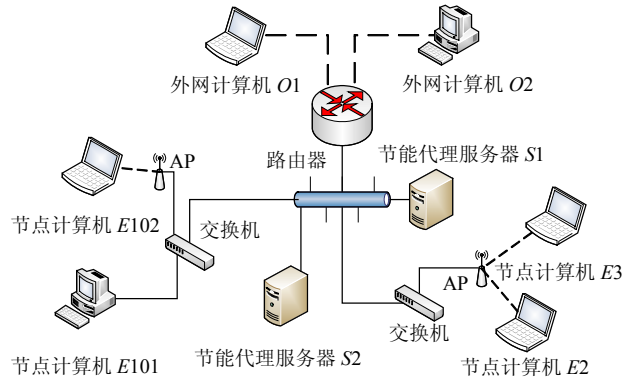 外网计算机 O1
外网计算机 O2
路由器
节能代理服务器 S1
AP
节点计算机 E102
交换机
AP
节点计算机 E3
节点计算机 E101
节能代理服务器 S2
交换机
节点计算机 E2